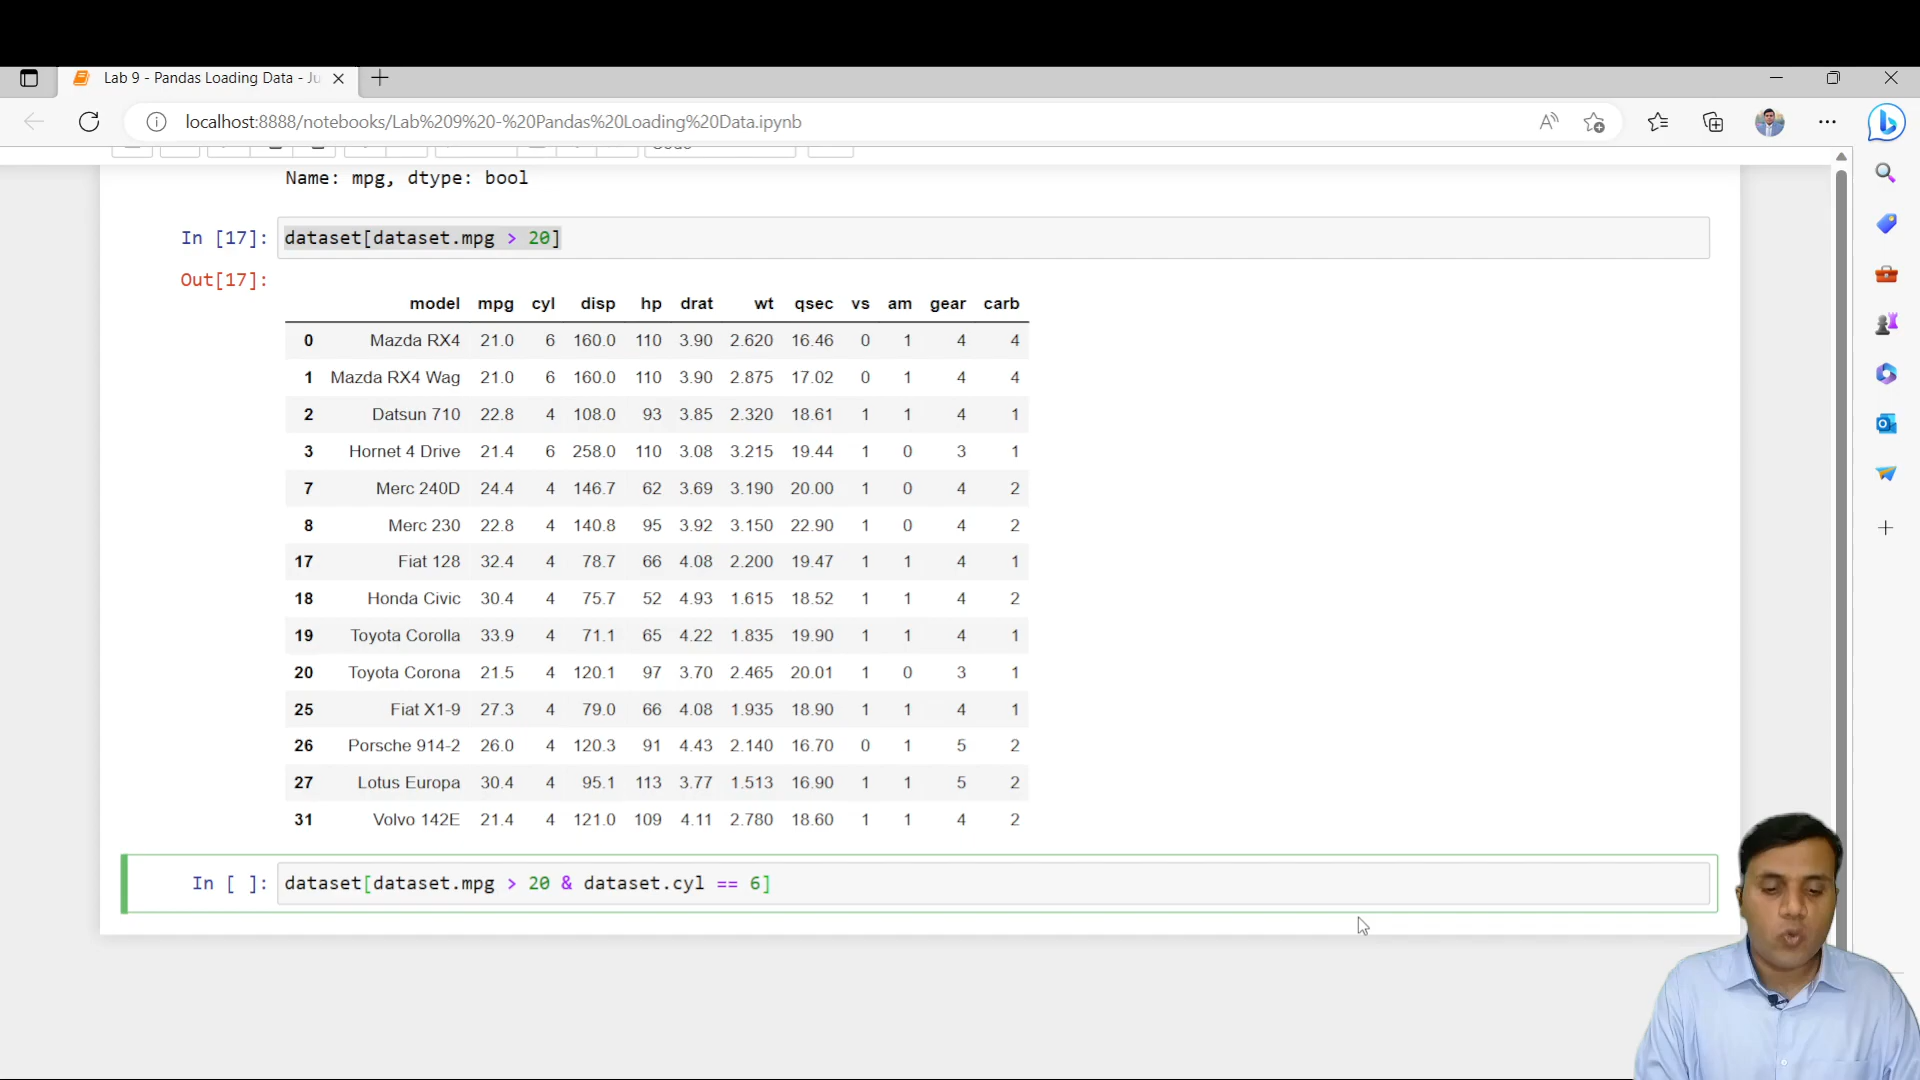 Lab 9 - Pandas Loading Data - Ju
localhost:8888/notebooks/Lab%209%20-%20Pandas%20Loading%20Data.ipynb
Name: mpg, dtype: bool
In [17]: dataset[dataset.mpg > 20]
Out[17]:
model mpg cyl disp hp drat wt qsec vs am gear carb
0 Mazda RX4 21.0 6 160.0 110 3.90 2.620 16.46 0 1 4 4
1 Mazda RX4 Wag 21.0 6 160.0 110 3.90 2.875 17.02 0 1 4 4
2 Datsun 710 22.8 4 108.0 93 3.85 2.320 18.61 1 1 4 1
3 Hornet 4 Drive 21.4 6 258.0 110 3.08 3.215 19.44 1 0 3 1
7 Merc 240D 24.4 4 146.7 62 3.69 3.190 20.00 1 0 4 2
8 Merc 230 22.8 4 140.8 95 3.92 3.150 22.90 1 0 4 2
17 Fiat 128 32.4 4 78.7 66 4.08 2.200 19.47 1 1 4 1
18 Honda Civic 30.4 4 75.7 52 4.93 1.615 18.52 1 1 4 2
19 Toyota Corolla 33.9 4 71.1 65 4.22 1.835 19.90 1 1 4 1
20 Toyota Corona 21.5 4 120.1 97 3.70 2.465 20.01 1 0 3 1
25 Fiat X1-9 27.3 4 79.0 66 4.08 1.935 18.90 1 1 4 1
26 Porsche 914-2 26.0 4 120.3 91 4.43 2.140 16.70 0 1 5 2
27 Lotus Europa 30.4 4 95.1 113 3.77 1.513 16.90 1 1 5 2
31 Volvo 142E 21.4 4 121.0 109 4.11 2.780 18.60 1 1 4 2
In [ ]: dataset[dataset.mpg > 20 & dataset.cyl == 6]